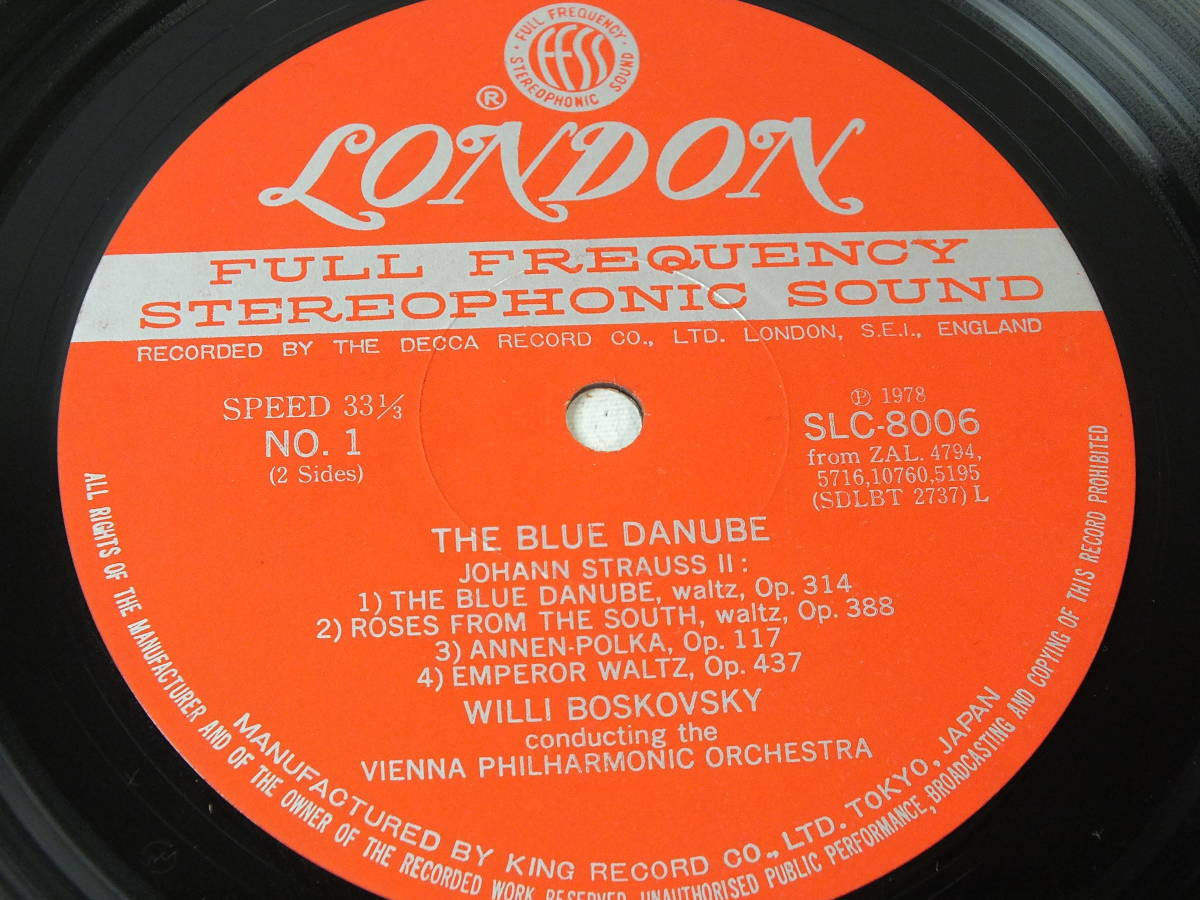 · FULL FREQUENCY ·
STEREOPHONIC SOUND
FFSS
®
LONDON
FULL FREQUENCY
STEREOPHONIC SOUND
RECORDED BY THE DECCA RECORD CO., LTD. LONDON, S.E.I., ENGLAND
SPEED 33⅓
NO. 1
(2 Sides)
℗ 1978
SLC-8006
from ZAL. 4794,
5716,10760,5195
(SDLBT 2737) L
THE BLUE DANUBE
JOHANN STRAUSS II :
1) THE BLUE DANUBE, waltz, Op. 314
2) ROSES FROM THE SOUTH, waltz, Op. 388
3) ANNEN-POLKA, Op. 117
4) EMPEROR WALTZ, Op. 437
WILLI BOSKOVSKY
conducting the
VIENNA PHILHARMONIC ORCHESTRA
MANUFACTURED BY KING RECORD CO., LTD. TOKYO, JAPAN
ALL RIGHTS OF THE MANUFACTURER AND OF THE OWNER OF THE RECORDED WORK RESERVED. UNAUTHORISED PUBLIC PERFORMANCE, BROADCASTING AND COPYING OF THIS RECORD PROHIBITED